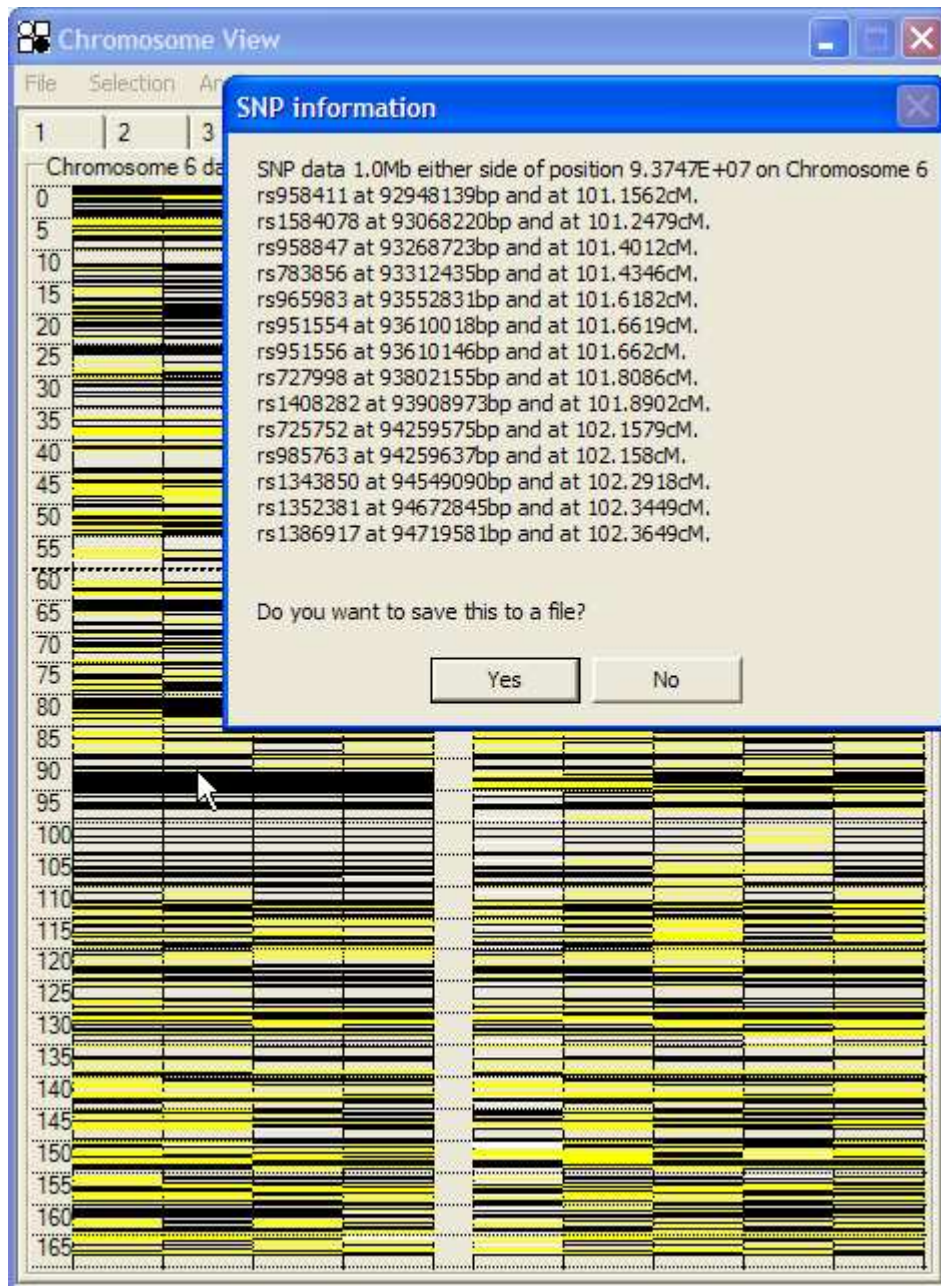 Chromosome View
File Selection An
SNP information
1 2 3
Chromosome 6 da
SNP data 1.0Mb either side of position 9.3747E+07 on Chromosome 6
rs958411 at 92948139bp and at 101.1562cM.
rs1584078 at 93068220bp and at 101.2479cM.
rs958847 at 93268723bp and at 101.4012cM.
rs783856 at 93312435bp and at 101.4346cM.
rs965983 at 93552831bp and at 101.6182cM.
rs951554 at 93610018bp and at 101.6619cM.
rs951556 at 93610146bp and at 101.662cM.
rs727998 at 93802155bp and at 101.8086cM.
rs1408282 at 93908973bp and at 101.8902cM.
rs725752 at 94259575bp and at 102.1579cM.
rs985763 at 94259637bp and at 102.158cM.
rs1343850 at 94549090bp and at 102.2918cM.
rs1352381 at 94672845bp and at 102.3449cM.
rs1386917 at 94719581bp and at 102.3649cM.
Do you want to save this to a file?
Yes No
0
5
10
15
20
25
30
35
40
45
50
55
60
65
70
75
80
85
90
95
100
105
110
115
120
125
130
135
140
145
150
155
160
165